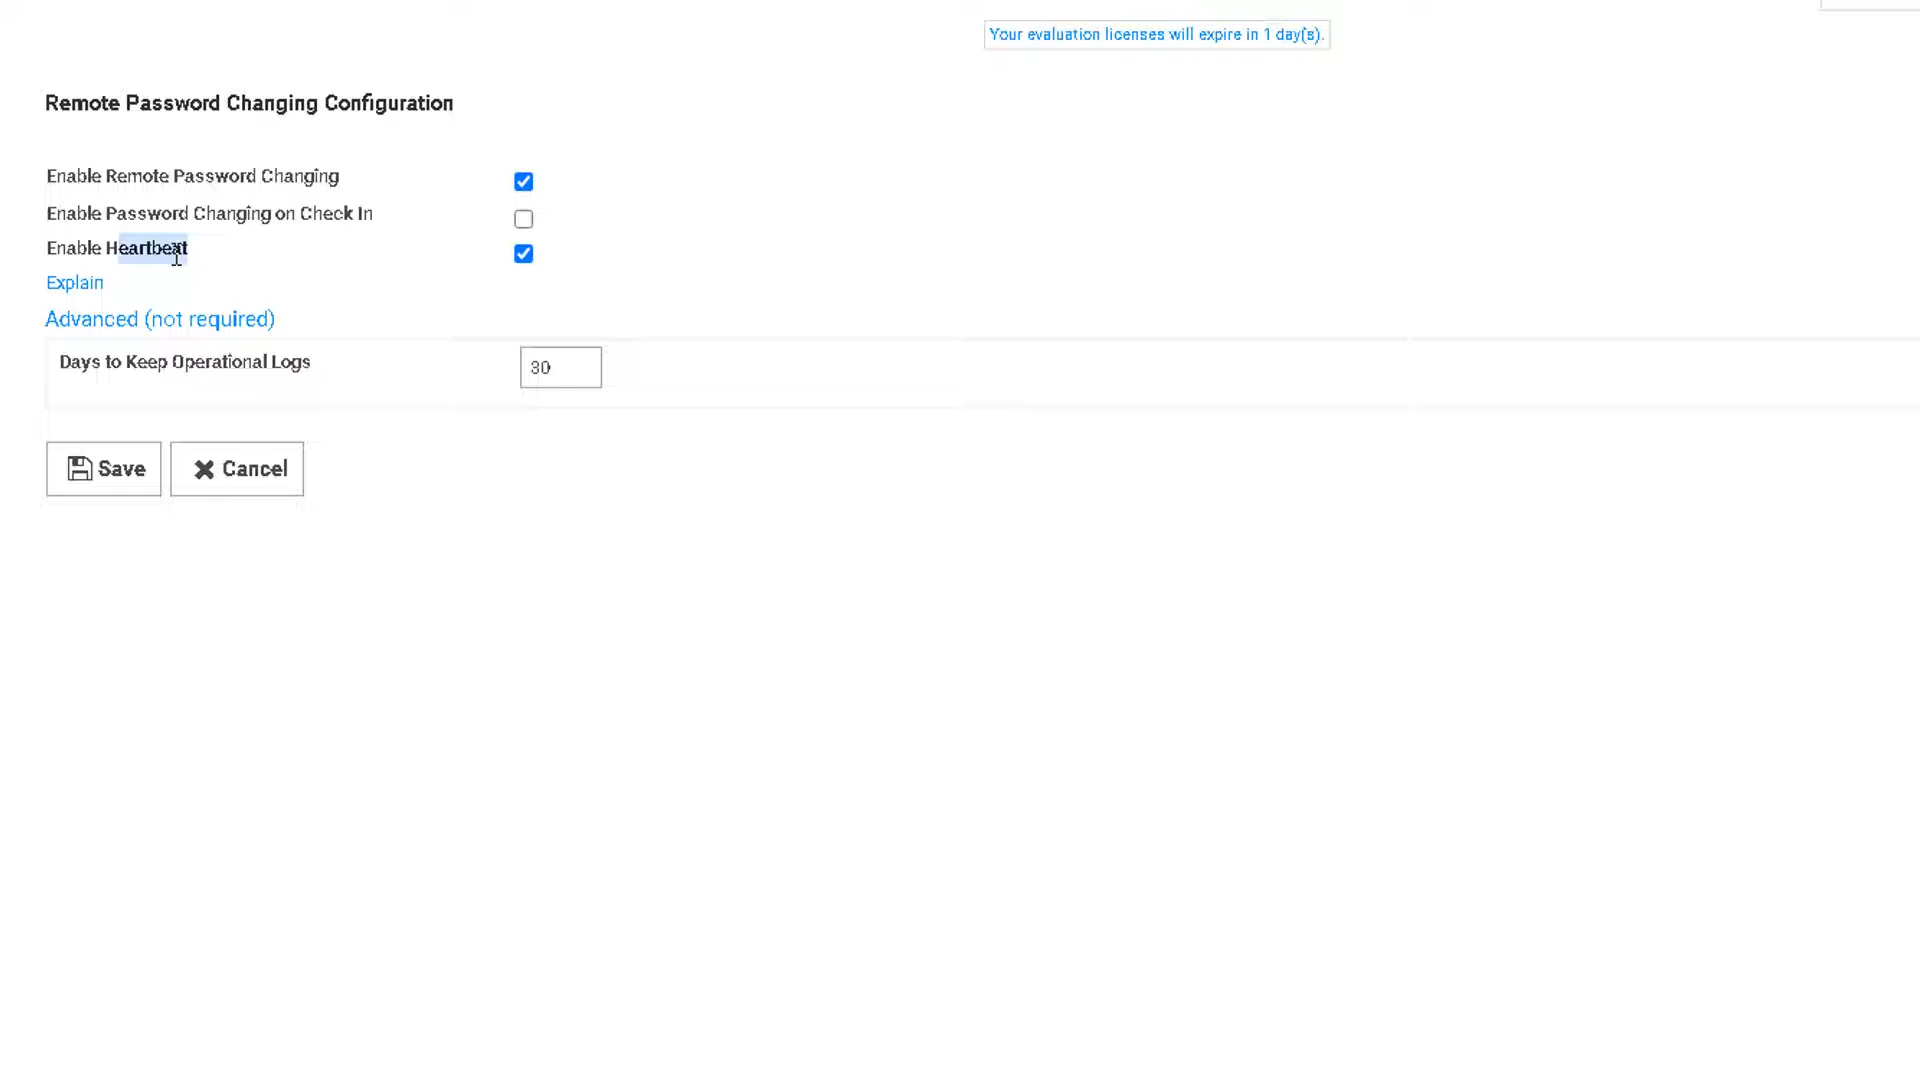 Your evaluation licenses will expire in 1 day(s).
Remote Password Changing Configuration
Enable Remote Password Changing
Enable Password Changing on Check In
Enable Heartbeat
Explain
Advanced (not required)
Days to Keep Operational Logs 30
Save Cancel